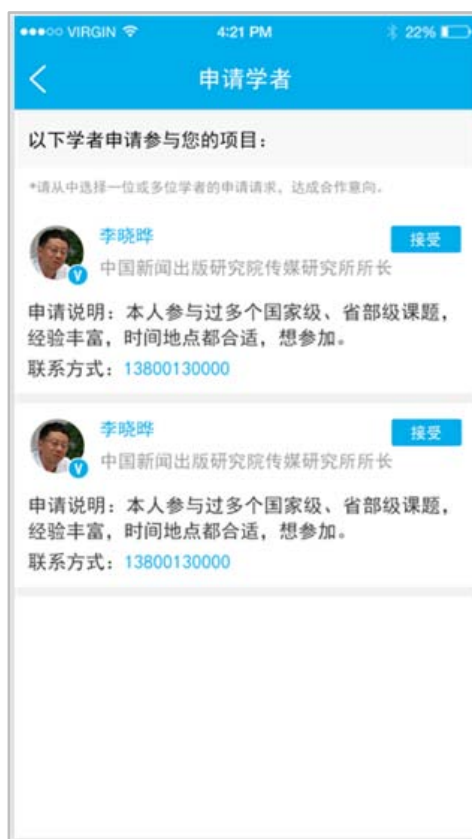 VIRGIN 4:21 PM 22%
申请学者
以下学者申请参与您的项目：
*请从中选择一位或多位学者的申请请求，达成合作意向。
李晓晔 接受
V 中国新闻出版研究院传媒研究所所长
申请说明：本人参与过多个国家级、省部级课题，
经验丰富，时间地点都合适，想参加。
联系方式：13800130000
李晓晔 接受
V 中国新闻出版研究院传媒研究所所长
申请说明：本人参与过多个国家级、省部级课题，
经验丰富，时间地点都合适，想参加。
联系方式：13800130000